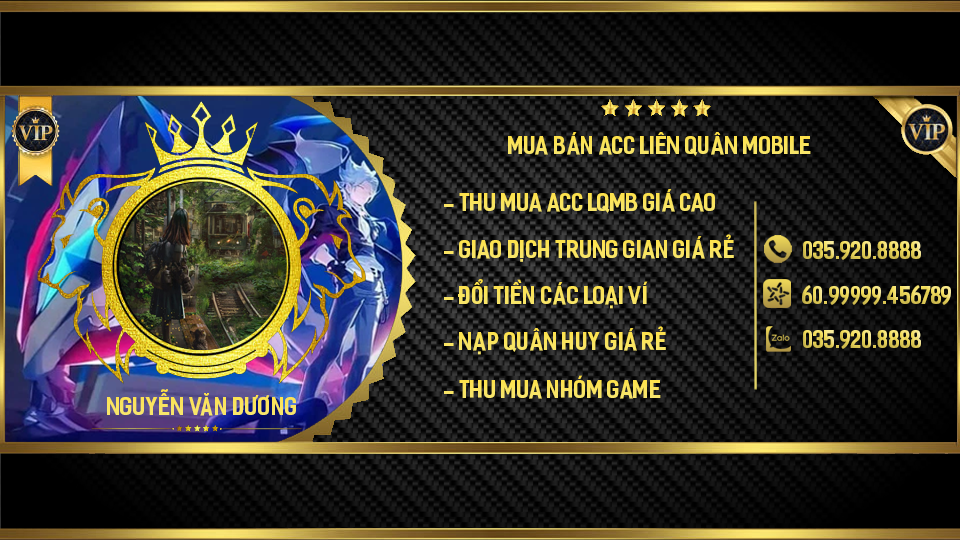 VIP
VIP
MUA BÁN ACC LIÊN QUÂN MOBILE
- THU MUA ACC LQMB GIÁ CAO
- GIAO DỊCH TRUNG GIAN GIÁ RẺ
- ĐỔI TIỀN CÁC LOẠI VÍ
- NẠP QUÂN HUY GIÁ RẺ
- THU MUA NHÓM GAME
035.920.8888
60.99999.456789
Zalo 035.920.8888
NGUYỄN VĂN DƯƠNG